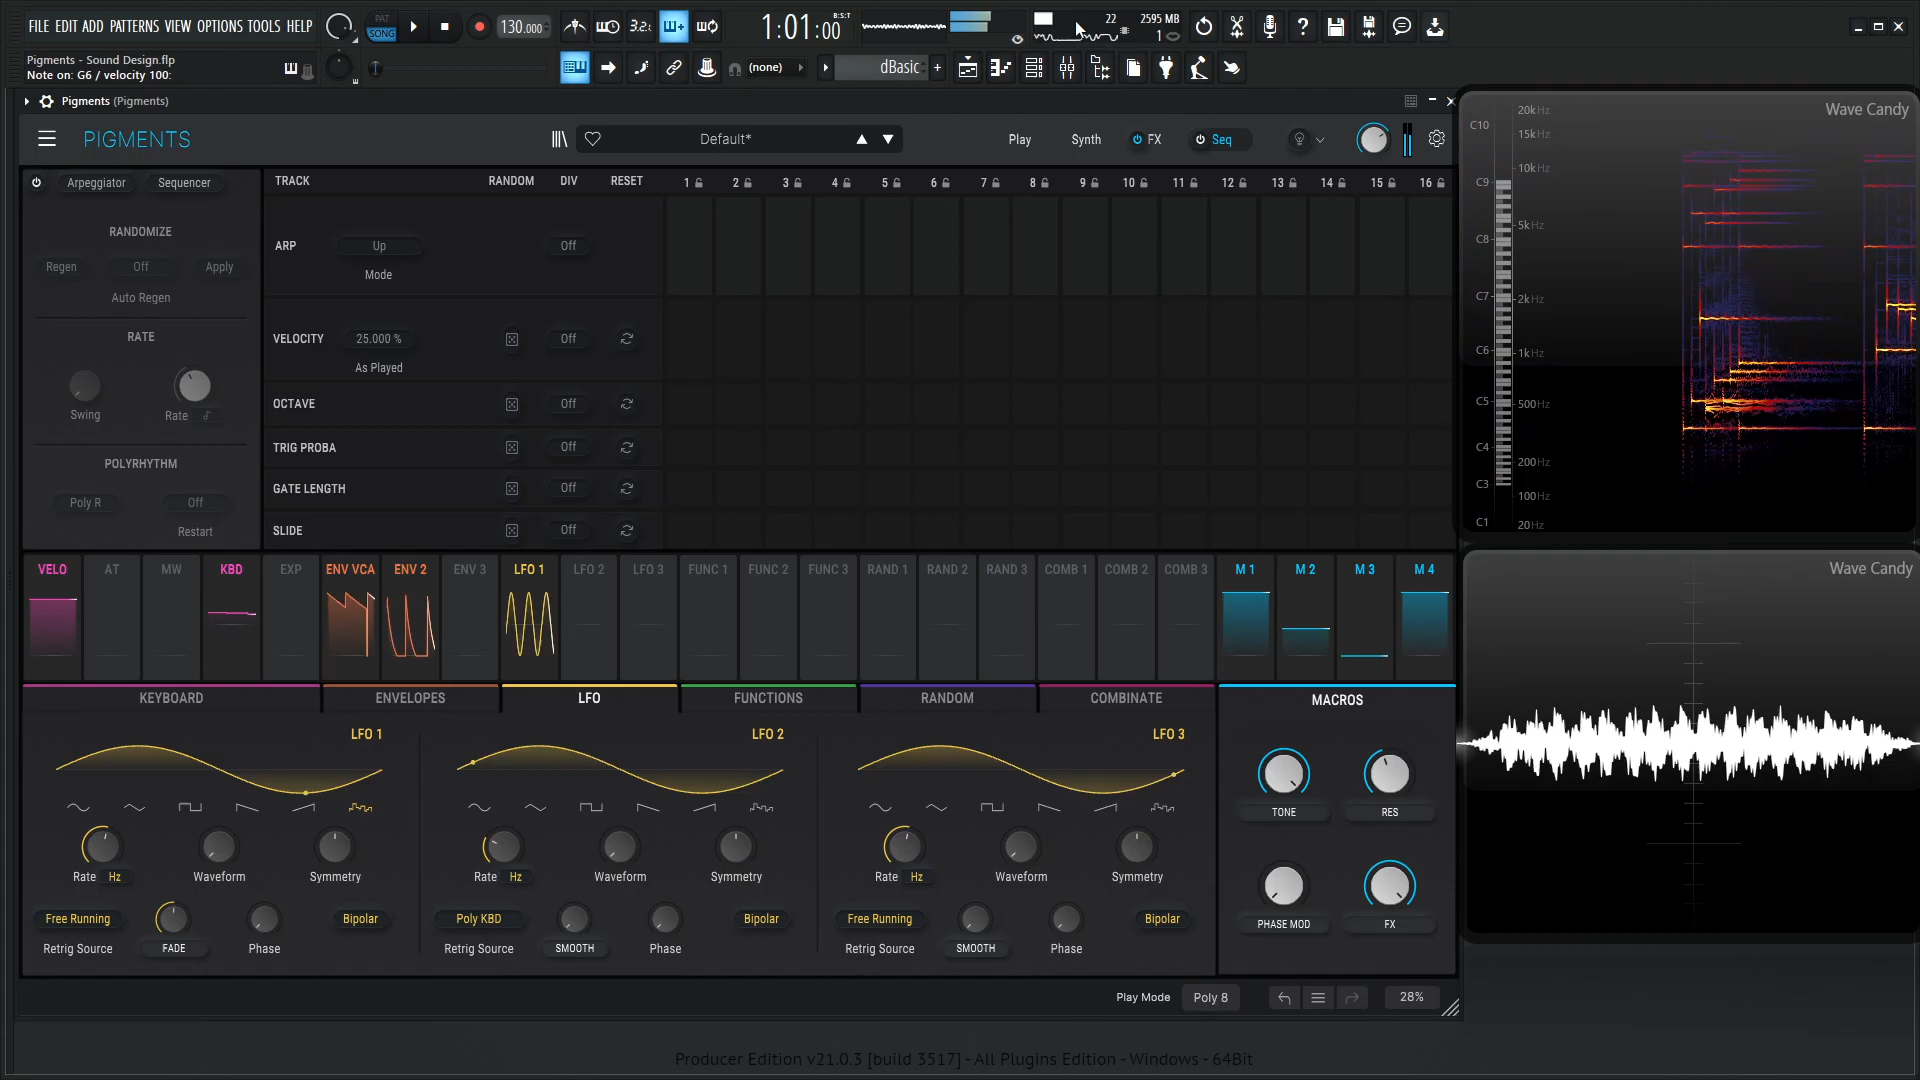 FILE EDIT ADD PATTERNS VIEW OPTIONS TOOLS HELP
PAT
SONG
130.000
3.2.
1:01:00
B:S:T
22
2595 MB
1
Pigments - Sound Design.flp
Note on: G6 / velocity 100:
(none)
dBasic
Pigments (Pigments)
PIGMENTS
Default*
Play
Synth
FX
Seq
Arpeggiator
Sequencer
TRACK
RANDOM
DIV
RESET
1
2
3
4
5
6
7
8
9
10
11
12
13
14
15
16
RANDOMIZE
Regen
Off
Apply
Auto Regen
RATE
Swing
Rate
POLYRHYTHM
Poly R
Off
Restart
ARP
Up
Off
Mode
VELOCITY
25.000 %
Off
As Played
OCTAVE
Off
TRIG PROBA
Off
GATE LENGTH
Off
SLIDE
Off
VELO
AT
MW
KBD
EXP
ENV VCA
ENV 2
ENV 3
LFO 1
LFO 2
LFO 3
FUNC 1
FUNC 2
FUNC 3
RAND 1
RAND 2
RAND 3
COMB 1
COMB 2
COMB 3
M 1
M 2
M 3
M 4
KEYBOARD
ENVELOPES
LFO
FUNCTIONS
RANDOM
COMBINATE
MACROS
LFO 1
Rate
Hz
Waveform
Symmetry
Free Running
Bipolar
Retrig Source
FADE
Phase
LFO 2
Rate
Hz
Waveform
Symmetry
Poly KBD
Bipolar
Retrig Source
SMOOTH
Phase
LFO 3
Rate
Hz
Waveform
Symmetry
Free Running
Bipolar
Retrig Source
SMOOTH
Phase
TONE
RES
PHASE MOD
FX
Play Mode
Poly 8
28%
Wave Candy
C10
C9
C8
C7
C6
C5
C4
C3
C1
20kHz
15kHz
10kHz
5kHz
2kHz
1kHz
500Hz
200Hz
100Hz
20Hz
Wave Candy
Producer Edition v21.0.3 [build 3517] - All Plugins Edition - Windows - 64Bit